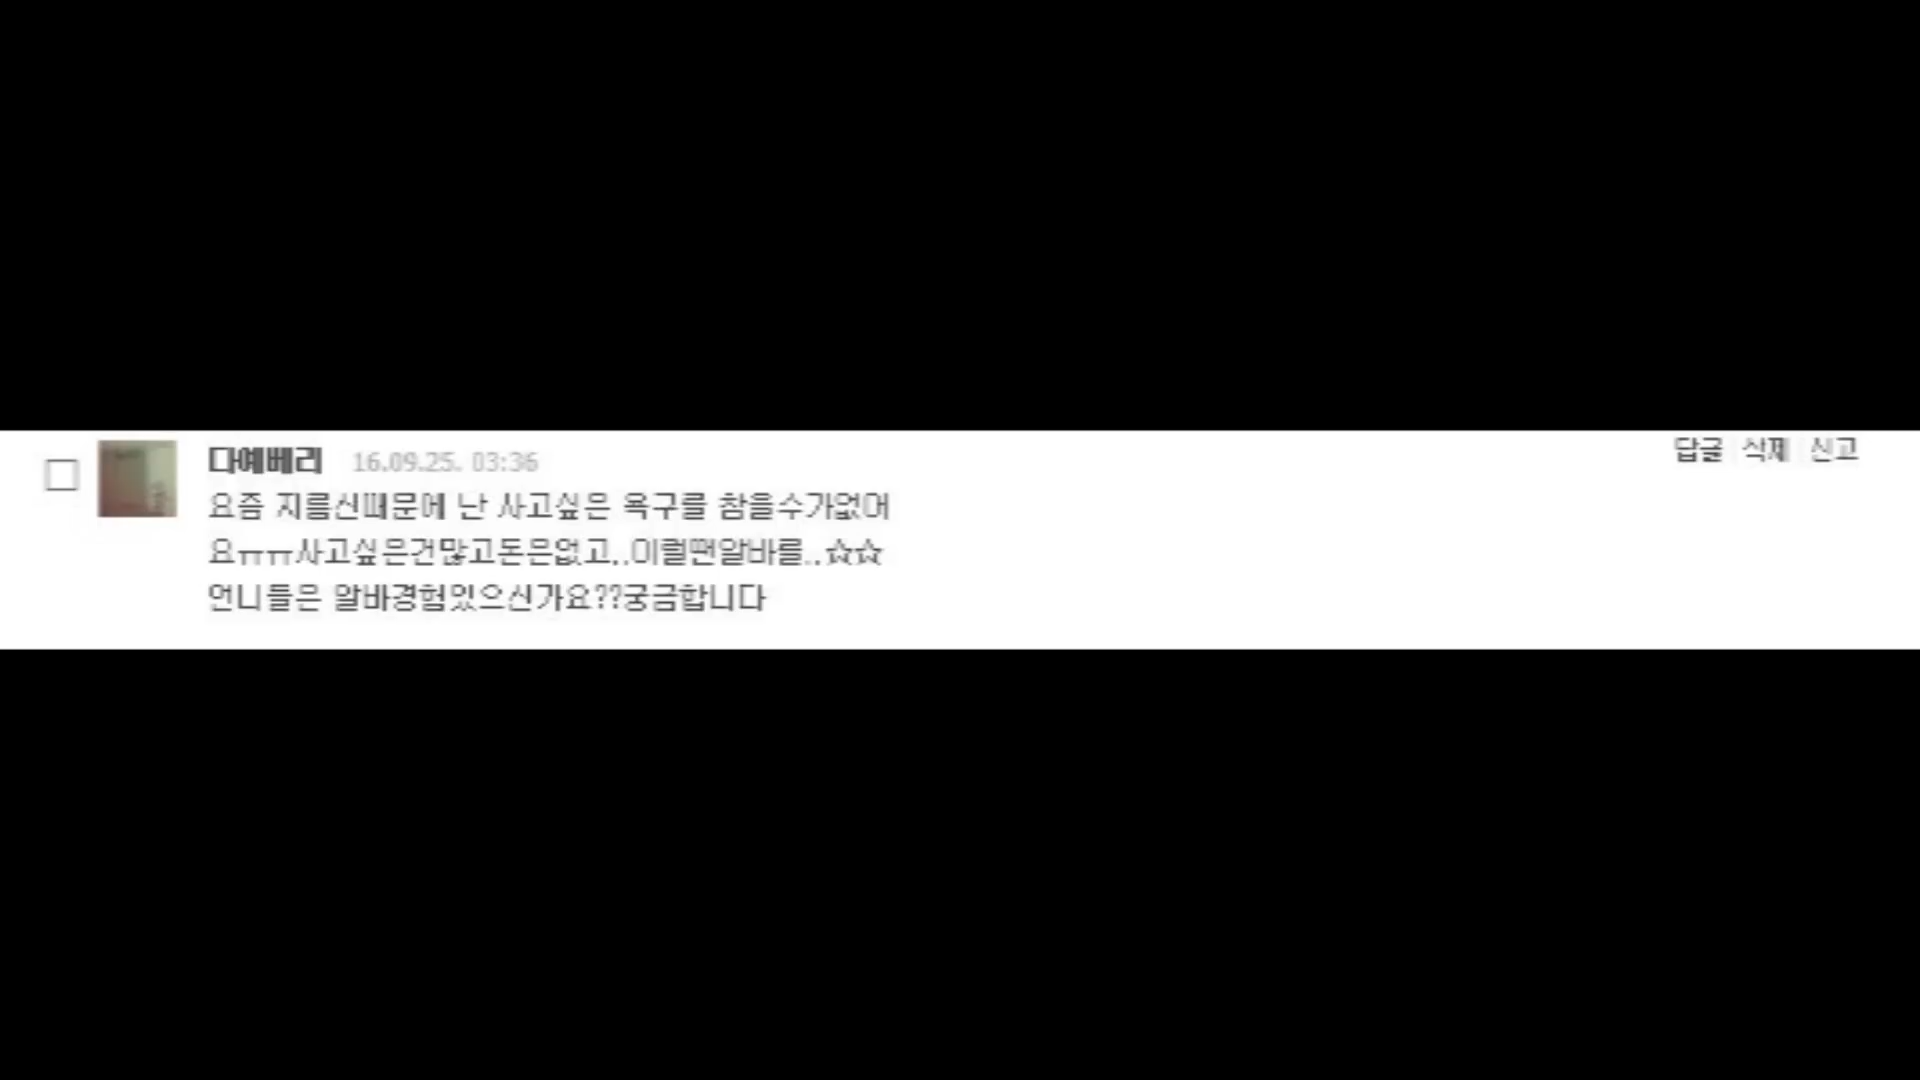 다예베리 16.09.25. 03:36 답글 삭제 신고
요즘 지름신때문에 난 사고싶은 욕구를 참을수가없어
요ㅠㅠ사고싶은건많고돈은없고..이럴땐알바를..☆☆
언니들은 알바경험있으신가요??궁금합니다